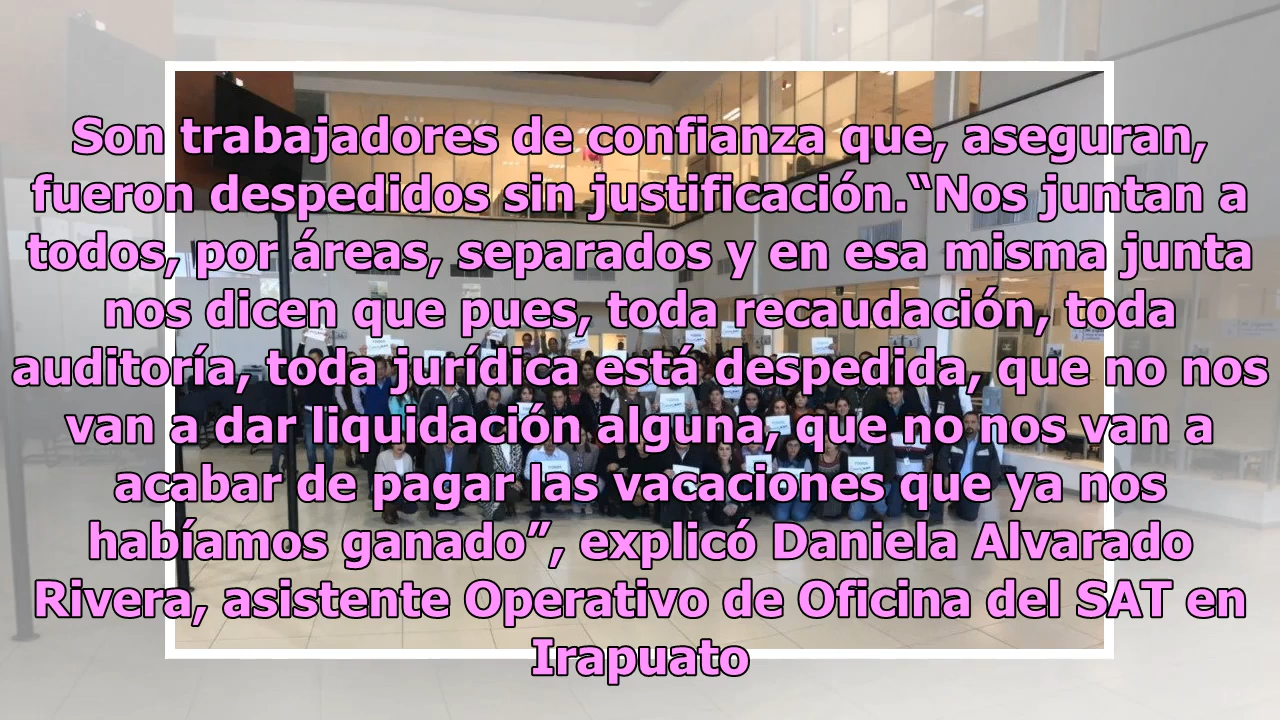 Son trabajadores de confianza que, aseguran,
fueron despedidos sin justificación.“Nos juntan a
todos, por áreas, separados y en esa misma junta
nos dicen que pues, toda recaudación, toda
auditoría, toda jurídica está despedida, que no nos
van a dar liquidación alguna, que no nos van a
acabar de pagar las vacaciones que ya nos
habíamos ganado”, explicó Daniela Alvarado
Rivera, asistente Operativo de Oficina del SAT en
Irapuato